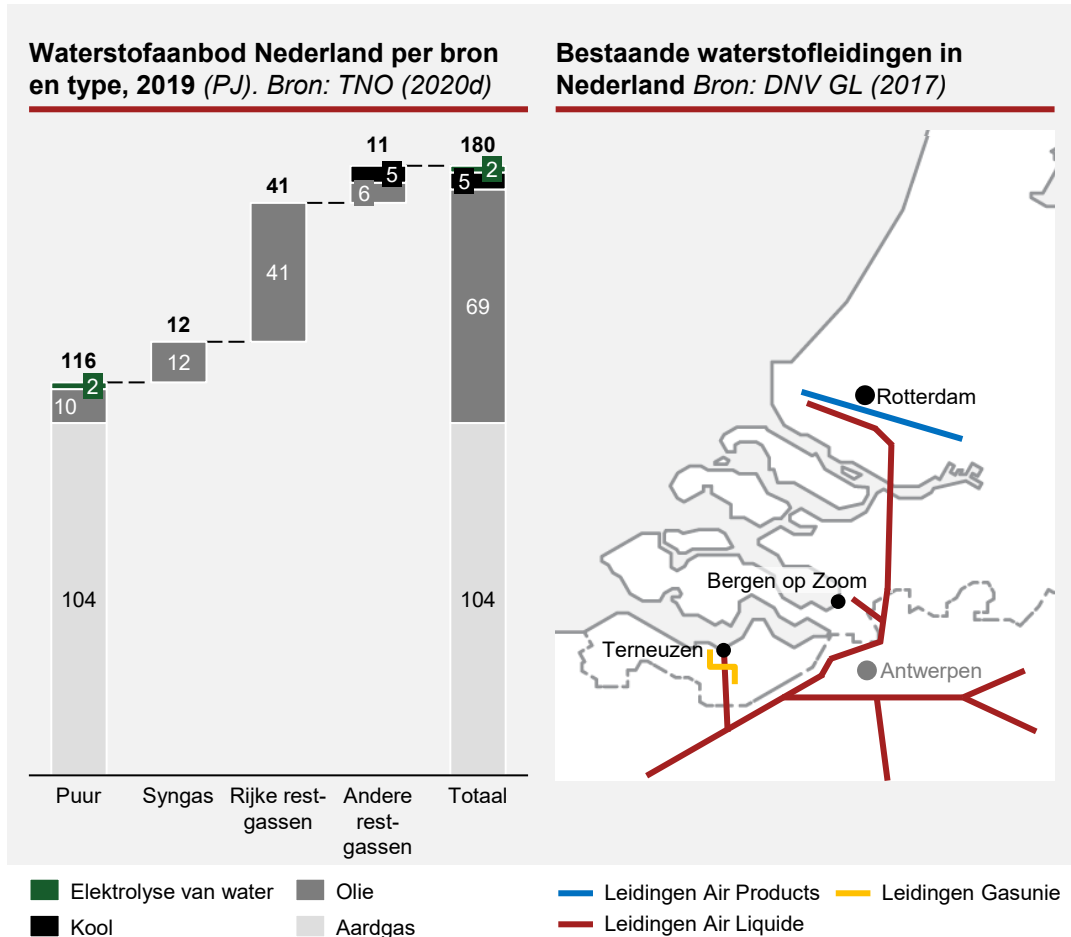 Waterstofaanbod Nederland per bron
en type, 2019 (PJ). Bron: TNO (2020d)
116
2
10
104
12
12
41
41
11
5
6
180
2
5
69
104
Puur
Syngas
Rijke rest-
gassen
Andere
rest-
gassen
Totaal
Elektrolyse van water
Olie
Kool
Aardgas
Bestaande waterstofleidingen in
Nederland Bron: DNV GL (2017)
Rotterdam
Bergen op Zoom
Terneuzen
Antwerpen
Leidingen Air Products
Leidingen Gasunie
Leidingen Air Liquide